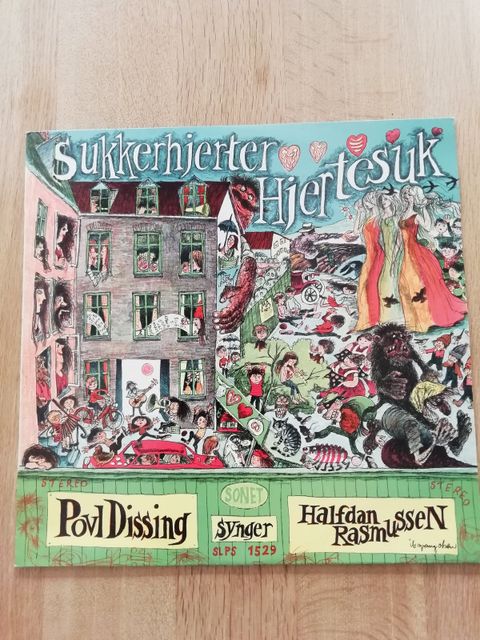 Sukkerhjerter
Hjertesuk
STEREO
SONET
STEREO
Povl Dissing
synger
Halfdan
Rasmussen
SLPS 1529